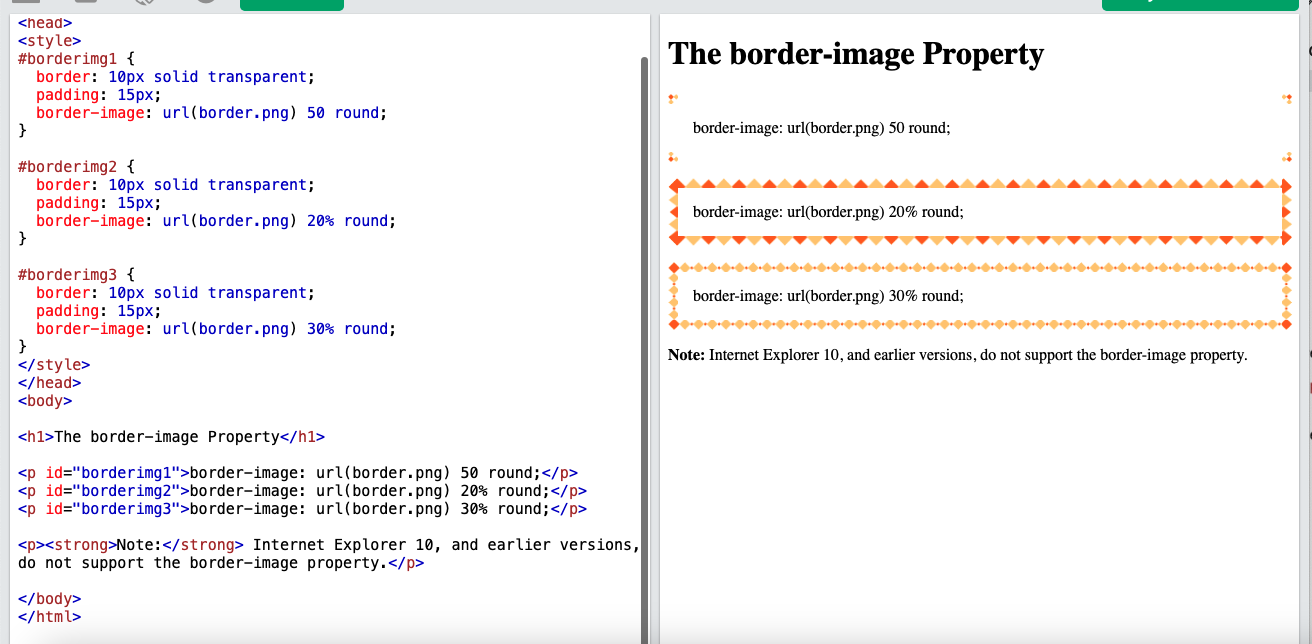 <head>
<style>
#borderimg1 {
  border: 10px solid transparent;
  padding: 15px;
  border-image: url(border.png) 50 round;
}

#borderimg2 {
  border: 10px solid transparent;
  padding: 15px;
  border-image: url(border.png) 20% round;
}

#borderimg3 {
  border: 10px solid transparent;
  padding: 15px;
  border-image: url(border.png) 30% round;
}
</style>
</head>
<body>

<h1>The border-image Property</h1>

<p id="borderimg1">border-image: url(border.png) 50 round;</p>
<p id="borderimg2">border-image: url(border.png) 20% round;</p>
<p id="borderimg3">border-image: url(border.png) 30% round;</p>

<p><strong>Note:</strong> Internet Explorer 10, and earlier versions,
do not support the border-image property.</p>

</body>
</html>

The border-image Property
border-image: url(border.png) 50 round;
border-image: url(border.png) 20% round;
border-image: url(border.png) 30% round;
Note: Internet Explorer 10, and earlier versions, do not support the border-image property.